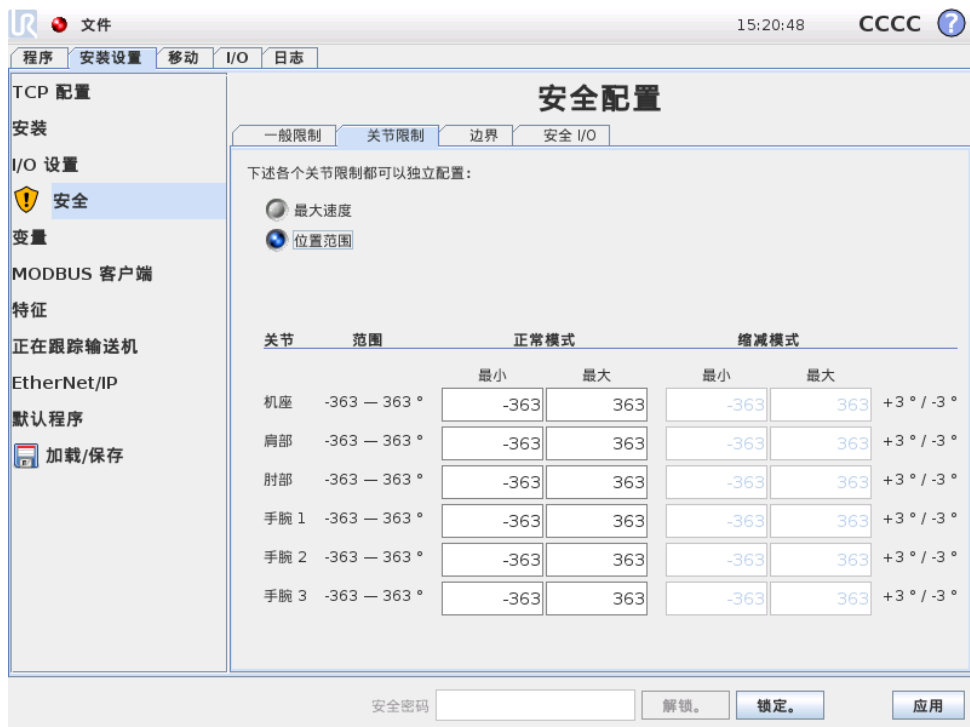 UR 文件 15:20:48 CCCC ?
程序 安装设置 移动 I/O 日志
TCP 配置
安装
I/O 设置
安全
变量
MODBUS 客户端
特征
正在跟踪输送机
EtherNet/IP
默认程序
加载/保存
安全配置
一般限制 关节限制 边界 安全 I/O
下述各个关节限制都可以独立配置:
最大速度
位置范围
关节 范围 正常模式 缩减模式
最小 最大 最小 最大
机座 -363 — 363 ° -363 363 -363 363 +3 ° / -3 °
肩部 -363 — 363 ° -363 363 -363 363 +3 ° / -3 °
肘部 -363 — 363 ° -363 363 -363 363 +3 ° / -3 °
手腕 1 -363 — 363 ° -363 363 -363 363 +3 ° / -3 °
手腕 2 -363 — 363 ° -363 363 -363 363 +3 ° / -3 °
手腕 3 -363 — 363 ° -363 363 -363 363 +3 ° / -3 °
安全密码 解锁。 锁定。 应用